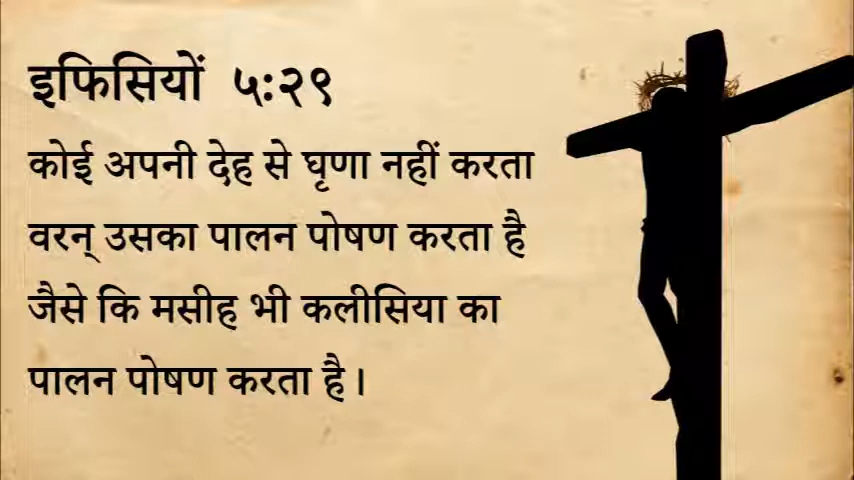 इफिसियों ५:२९
कोई अपनी देह से घृणा नहीं करता
वरन् उसका पालन पोषण करता है
जैसे कि मसीह भी कलीसिया का
पालन पोषण करता है।